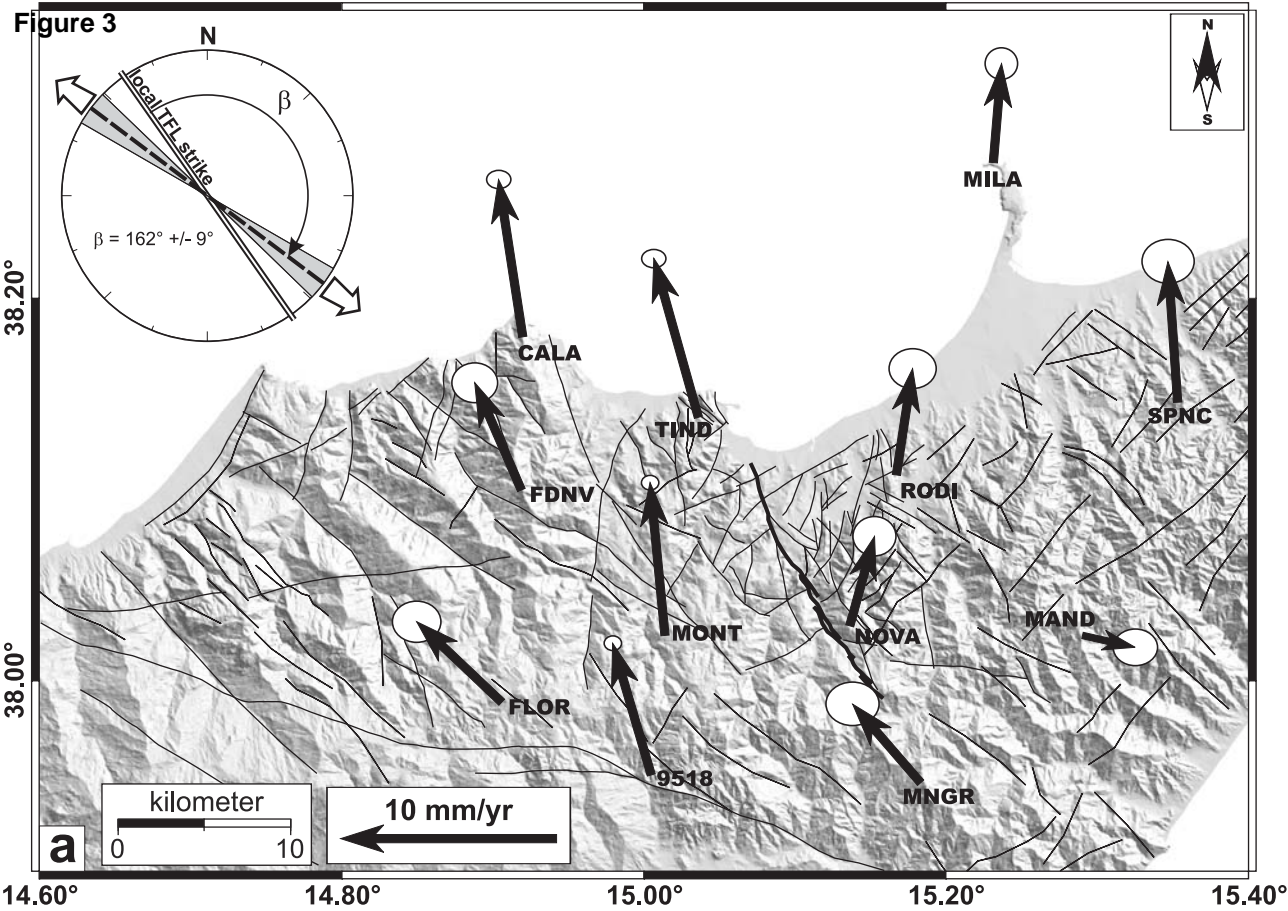 Figure 3
N
local TFL strike
β
β = 162° +/- 9°
N
S
MILA
38.20°
CALA
TIND
SPNC
FDNV
RODI
MONT
NOVA
MAND
38.00°
FLOR
9518
MNGR
kilometer
0 10
10 mm/yr
a
14.60° 14.80° 15.00° 15.20° 15.40°